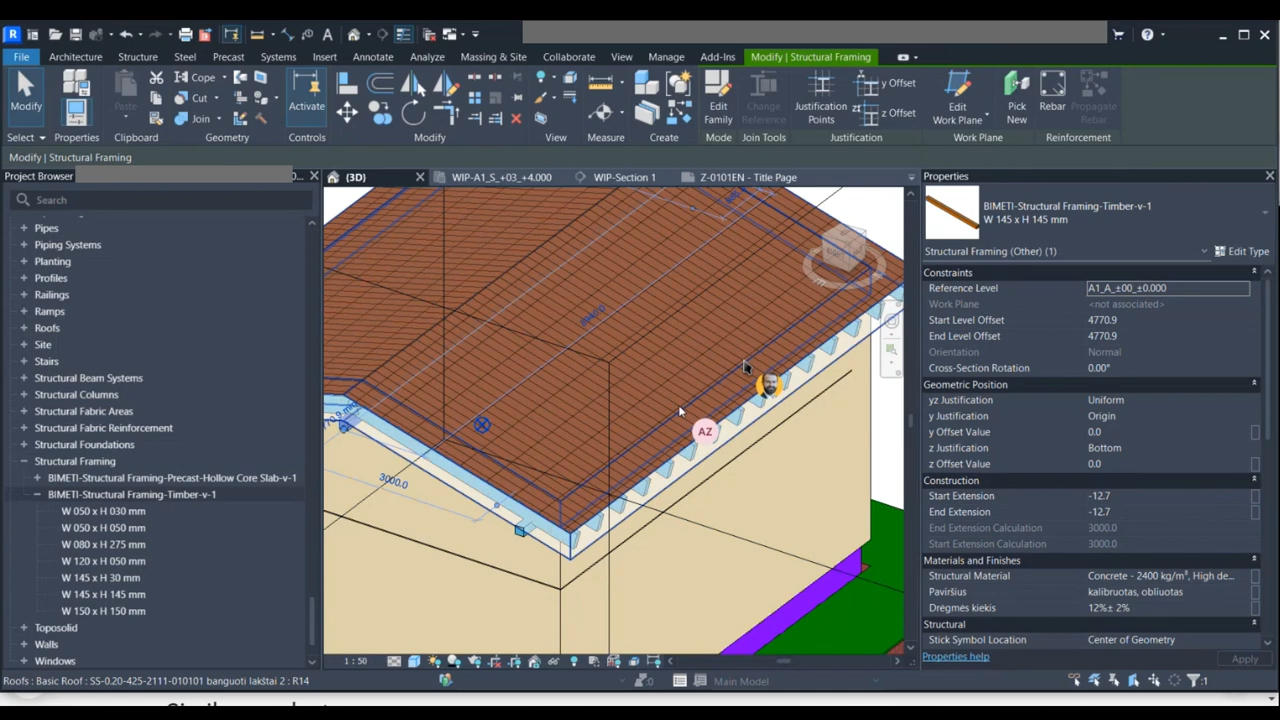 File Architecture Structure Steel Precast Systems Insert Annotate Analyze Massing & Site Collaborate View Manage Add-Ins Modify | Structural Framing
Modify
Properties
Paste
Cope
Cut
Join
Activate
Edit
Family
Change
Reference
Justification
Points
y Offset
z Offset
Edit
Work Plane
Pick
New
Rebar
Propagate
Rebar
Select Properties Clipboard Geometry Controls Modify View Measure Create Mode Join Tools Justification Work Plane Reinforcement
Modify | Structural Framing
Project Browser
Search
Pipes
Piping Systems
Planting
Profiles
Railings
Ramps
Roofs
Site
Stairs
Structural Beam Systems
Structural Columns
Structural Fabric Areas
Structural Fabric Reinforcement
Structural Foundations
Structural Framing
BIMETI-Structural Framing-Precast-Hollow Core Slab-v-1
BIMETI-Structural Framing-Timber-v-1
W 050 x H 030 mm
W 050 x H 050 mm
W 080 x H 275 mm
W 120 x H 050 mm
W 145 x H 30 mm
W 145 x H 145 mm
W 150 x H 150 mm
Toposolid
Walls
Windows
(3D) WIP-A1_S_+03_+4.000 WIP-Section 1 Z-0101EN - Title Page
3000.0
AZ
1 : 50
Properties
BIMETI-Structural Framing-Timber-v-1
W 145 x H 145 mm
Structural Framing (Other) (1) Edit Type
Constraints
Reference Level A1_A_±00_±0.000
Work Plane <not associated>
Start Level Offset 4770.9
End Level Offset 4770.9
Orientation Normal
Cross-Section Rotation 0.00°
Geometric Position
yz Justification Uniform
y Justification Origin
y Offset Value 0.0
z Justification Bottom
z Offset Value 0.0
Construction
Start Extension -12.7
End Extension -12.7
End Extension Calculation 3000.0
Start Extension Calculation 3000.0
Materials and Finishes
Structural Material Concrete - 2400 kg/m³, High de...
Paviršius kalibruotas, obliuotas
Drėgmės kiekis 12%± 2%
Structural
Stick Symbol Location Center of Geometry
Properties help Apply
Roofs : Basic Roof : SS-0.20-425-2111-010101 banguoti lakštai 2 : R14
:0
Main Model
:1